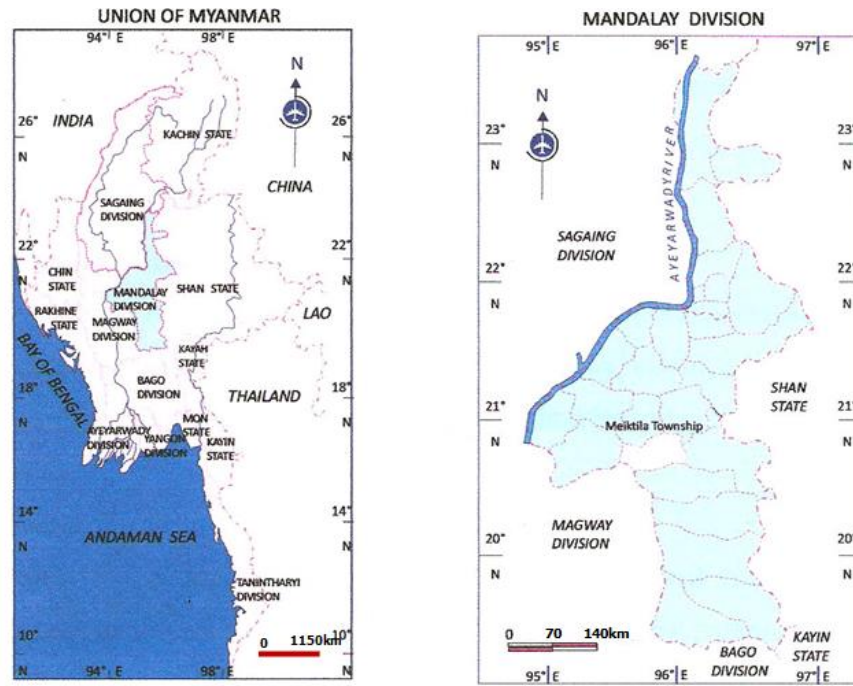 UNION OF MYANMAR
94° E
98° E
N
INDIA
26°
N
26°
N
KACHIN STATE
CHINA
SAGAING
DIVISION
22°
N
22°
N
CHIN
STATE
MANDALAY
DIVISION
SHAN STATE
RAKHINE
STATE
MAGWAY
DIVISION
LAO
BAY OF BENGAL
KAYAH
STATE
BAGO
DIVISION
THAILAND
18°
N
18°
N
MON
STATE
AYEYARWADY
DIVISION
YANGON
DIVISION
KAYIN
STATE
14°
N
14°
N
ANDAMAN SEA
TANINTHARYI
DIVISION
10°
N
10°
N
0 1150km
94° E
98° E
MANDALAY DIVISION
95°
E
96°
E
97°
E
N
23°
N
23°
N
AYEYARWADYRIVER
SAGAING
DIVISION
22°
N
22°
N
SHAN
STATE
21°
N
21°
N
Meiktila Township
MAGWAY
DIVISION
20°
N
20°
N
0 70 140km
BAGO
DIVISION
KAYIN
STATE
95°
E
96°
E
97°
E